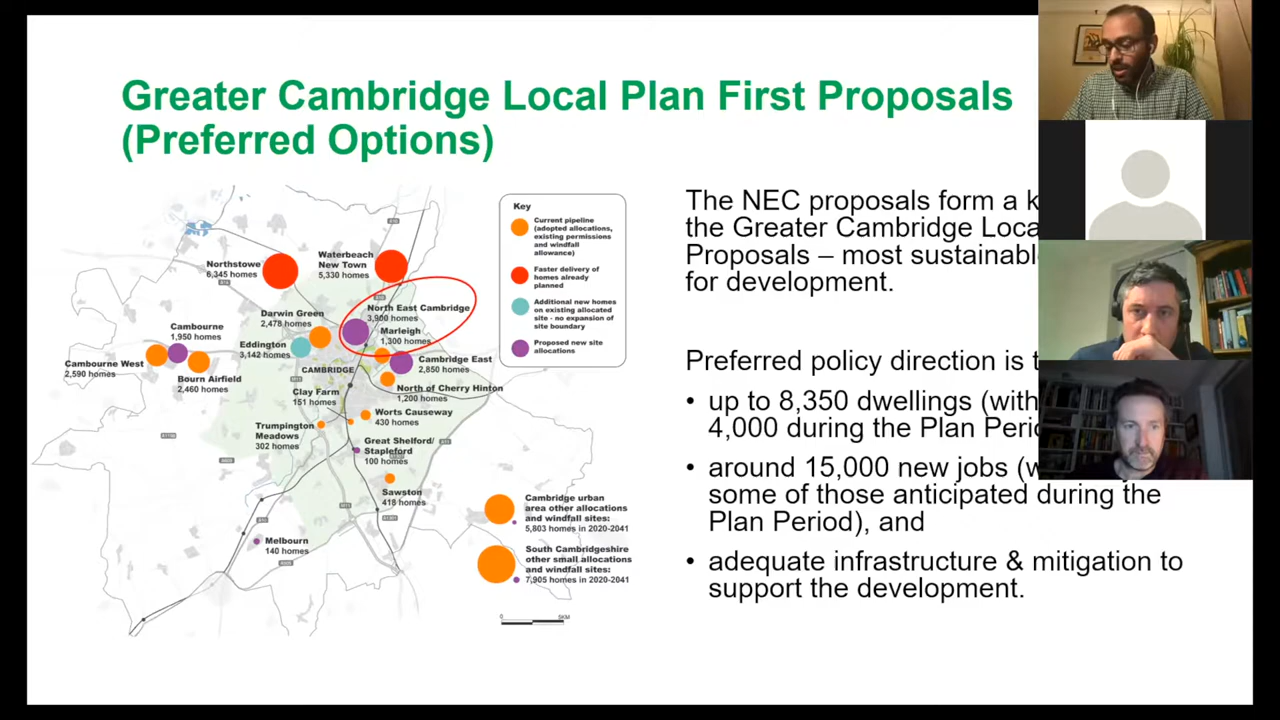 Greater Cambridge Local Plan First Proposals
(Preferred Options)
Key
Current pipeline
(adopted allocations,
existing permissions
and windfall
allowance)
Faster delivery of
homes already
planned
Additional new homes
on existing allocated
site - no expansion of
site boundary
Proposed new site
allocations
Northstowe
6,345 homes
Waterbeach
New Town
5,330 homes
Darwin Green
2,478 homes
North East Cambridge
3,900 homes
Marleigh
1,300 homes
Cambourne
1,950 homes
Eddington
3,142 homes
Cambourne West
2,590 homes
Bourn Airfield
2,460 homes
CAMBRIDGE
Cambridge East
2,850 homes
North of Cherry Hinton
1,200 homes
Clay Farm
151 homes
Worts Causeway
430 homes
Trumpington
Meadows
302 homes
Great Shelford/
Stapleford
100 homes
Sawston
418 homes
Melbourn
140 homes
Cambridge urban
area other allocations
and windfall sites:
5,803 homes in 2020-2041
South Cambridgeshire
other small allocations
and windfall sites:
7,905 homes in 2020-2041
0 5KM
The NEC proposals form a
the Greater Cambridge
Proposals – most
for development.
Preferred policy direction is
• up to 8,350 dwellings
4,000 during the Plan
• around 15,000 new jobs
some of those anticipated during the
Plan Period), and
• adequate infrastructure & mitigation to
support the development.